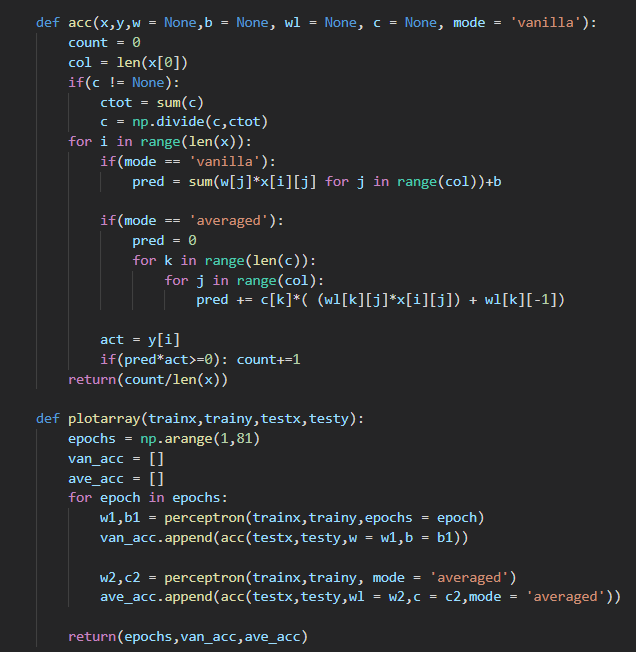 def acc(x,y,w = None,b = None, wl = None, c = None, mode = 'vanilla'):
    count = 0
    col = len(x[0])
    if(c != None):
        ctot = sum(c)
        c = np.divide(c,ctot)
    for i in range(len(x)):
        if(mode == 'vanilla'):
            pred = sum(w[j]*x[i][j] for j in range(col))+b
        if(mode == 'averaged'):
            pred = 0
            for k in range(len(c)):
                for j in range(col):
                    pred += c[k]*( (wl[k][j]*x[i][j]) + wl[k][-1])
        act = y[i]
        if(pred*act>=0): count+=1
    return(count/len(x))
def plotarray(trainx,trainy,testx,testy):
    epochs = np.arange(1,81)
    van_acc = []
    ave_acc = []
    for epoch in epochs:
        w1,b1 = perceptron(trainx,trainy,epochs = epoch)
        van_acc.append(acc(testx,testy,w = w1,b = b1))
        w2,c2 = perceptron(trainx,trainy, mode = 'averaged')
        ave_acc.append(acc(testx,testy,wl = w2,c = c2,mode = 'averaged'))
    return(epochs,van_acc,ave_acc)